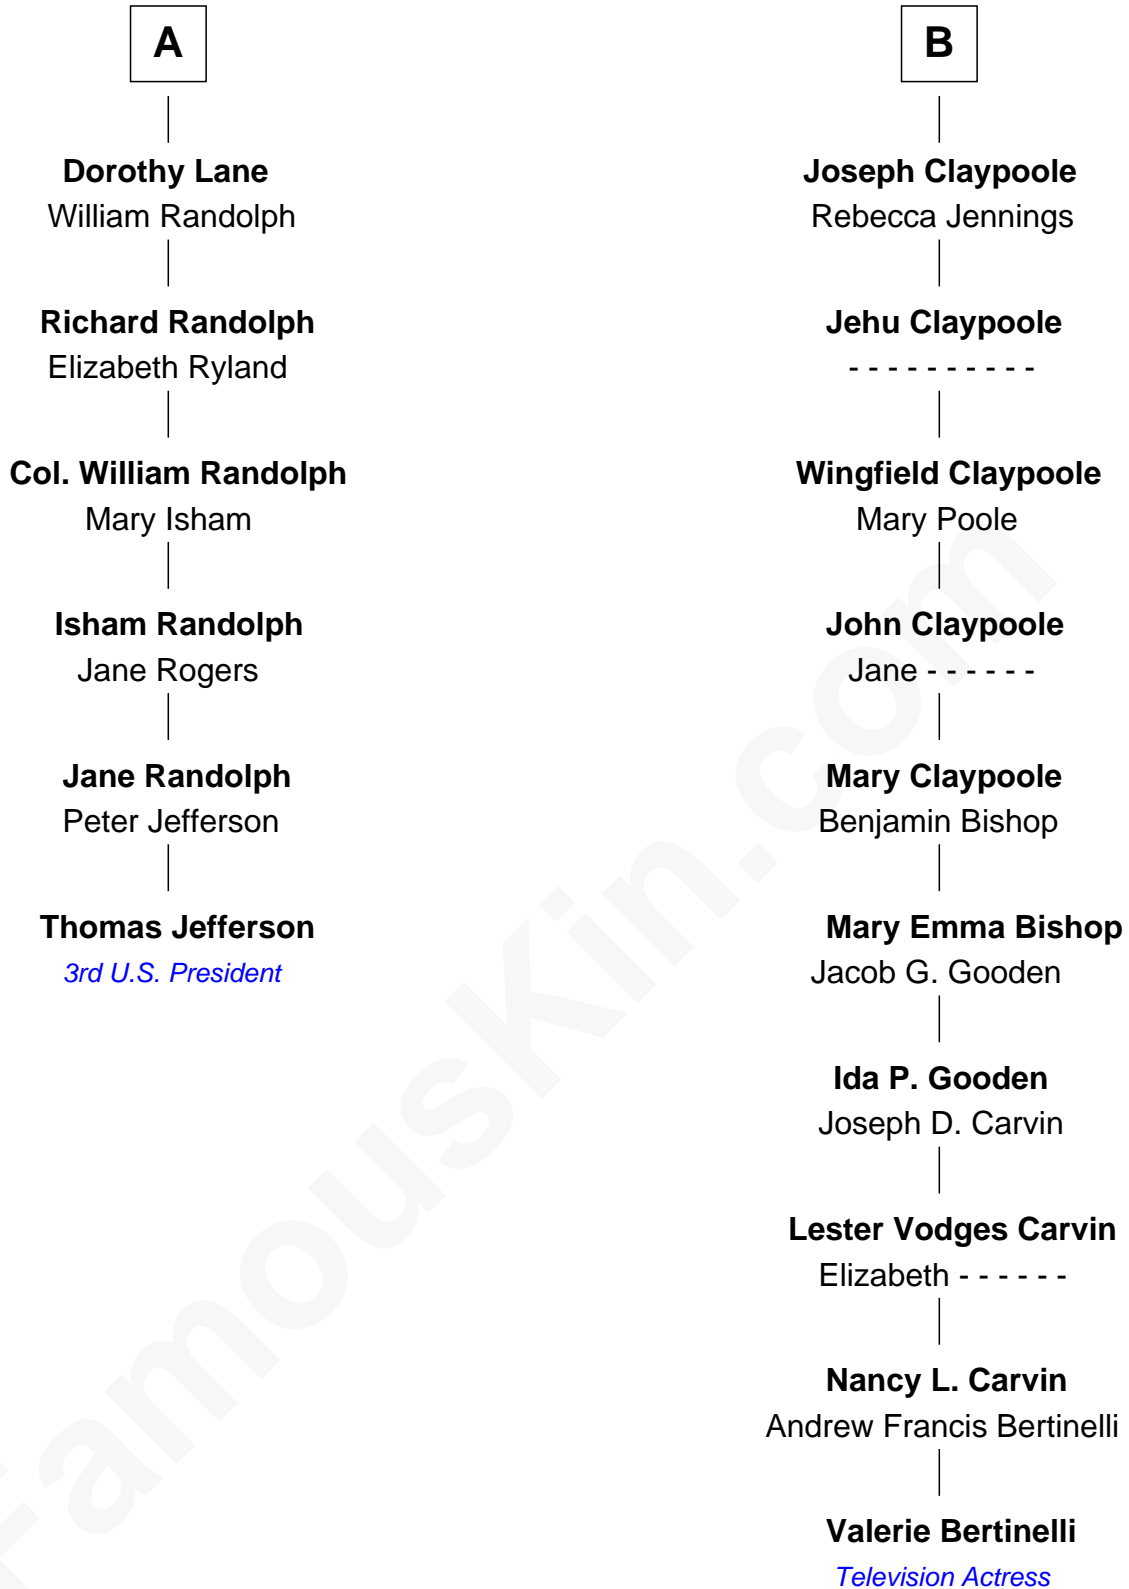 A
Dorothy Lane
William Randolph
Richard Randolph
Elizabeth Ryland
Col. William Randolph
Mary Isham
Isham Randolph
Jane Rogers
Jane Randolph
Peter Jefferson
Thomas Jefferson
3rd U.S. President
B
Joseph Claypoole
Rebecca Jennings
Jehu Claypoole
- - - - - - - - - -
Wingfield Claypoole
Mary Poole
John Claypoole
Jane - - - - - -
Mary Claypoole
Benjamin Bishop
Mary Emma Bishop
Jacob G. Gooden
Ida P. Gooden
Joseph D. Carvin
Lester Vodges Carvin
Elizabeth - - - - - -
Nancy L. Carvin
Andrew Francis Bertinelli
Valerie Bertinelli
Television Actress
FamousKin.com